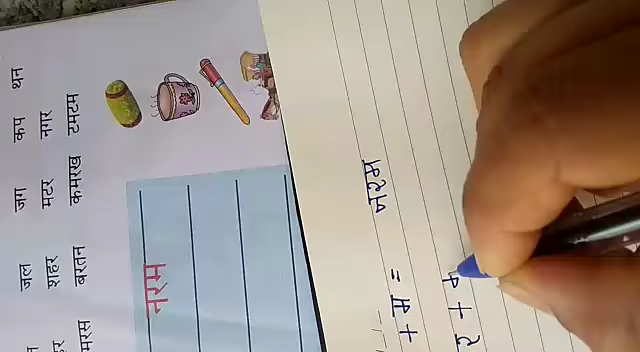 जल जग कप थन
शहर मटर नगर
बरतन कमरख टमटम
नरम
+ म = नरम
र +